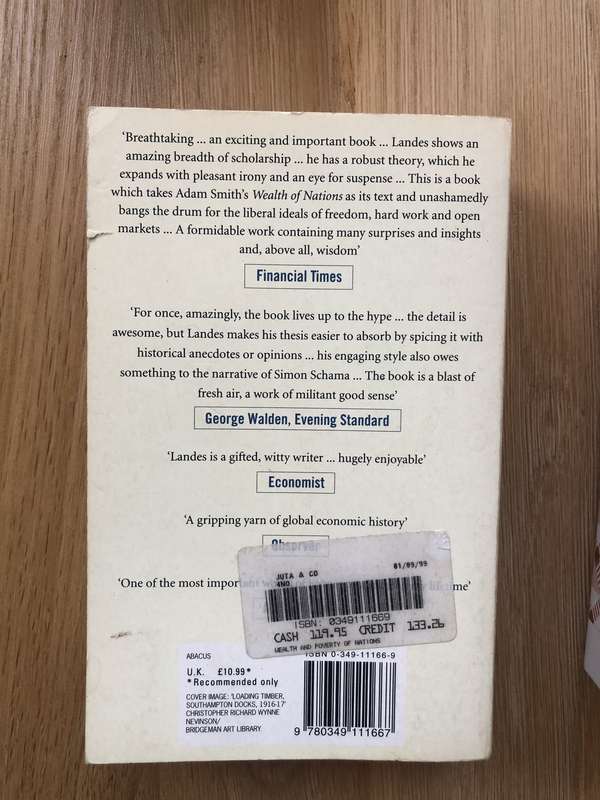 'Breathtaking ... an exciting and important book ... Landes shows an
amazing breadth of scholarship ... he has a robust theory, which he
expands with pleasant irony and an eye for suspense ... This is a book
which takes Adam Smith's Wealth of Nations as its text and unashamedly
bangs the drum for the liberal ideals of freedom, hard work and open
markets ... A formidable work containing many surprises and insights
and, above all, wisdom'
Financial Times
'For once, amazingly, the book lives up to the hype ... the detail is
awesome, but Landes makes his thesis easier to absorb by spicing it with
historical anecdotes or opinions ... his engaging style also owes
something to the narrative of Simon Schama ... The book is a blast of
fresh air, a work of militant good sense'
George Walden, Evening Standard
'Landes is a gifted, witty writer ... hugely enjoyable'
Economist
'A gripping yarn of global economic history'
Observer
'One of the most
JUTA & CO 01/09/99
4NO
ISBN: 0349111669
CASH 119.95 CREDIT 133.26
WEALTH AND POVERTY OF NATIONS
ABACUS
ISBN 0-349-11166-9
U.K. £10.99*
*Recommended only
COVER IMAGE: 'LOADING TIMBER,
SOUTHAMPTON DOCKS, 1916-17'
CHRISTOPHER RICHARD WYNNE
NEVINSON/
BRIDGEMAN ART LIBRARY
9 780349 111667